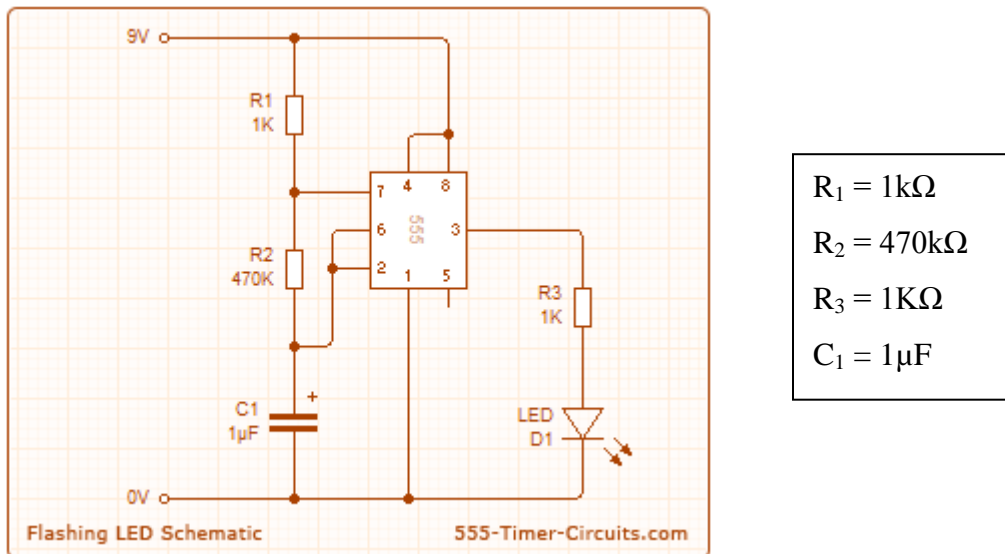 9V
R1
1K
7
4
8
6
555
3
R2
470K
2
1
5
R3
1K
C1
1µF
+
LED
D1
0V
Flashing LED Schematic
555-Timer-Circuits.com
R₁ = 1kΩ
R₂ = 470kΩ
R₃ = 1KΩ
C₁ = 1µF